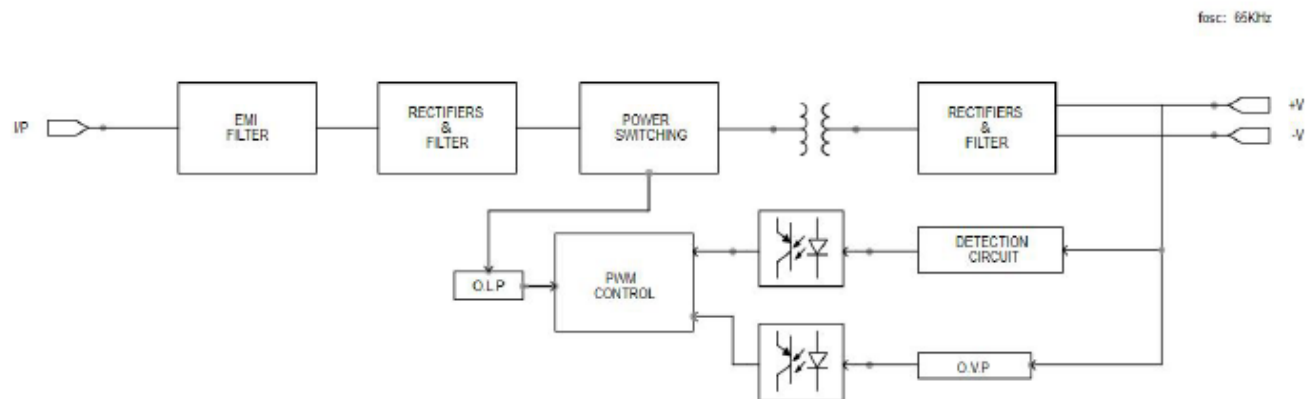 fosc: 65KHz
I/P
EMI
FILTER
RECTIFIERS
&
FILTER
POWER
SWITCHING
RECTIFIERS
&
FILTER
+V
-V
O.L.P
PWM
CONTROL
DETECTION
CIRCUIT
O.V.P